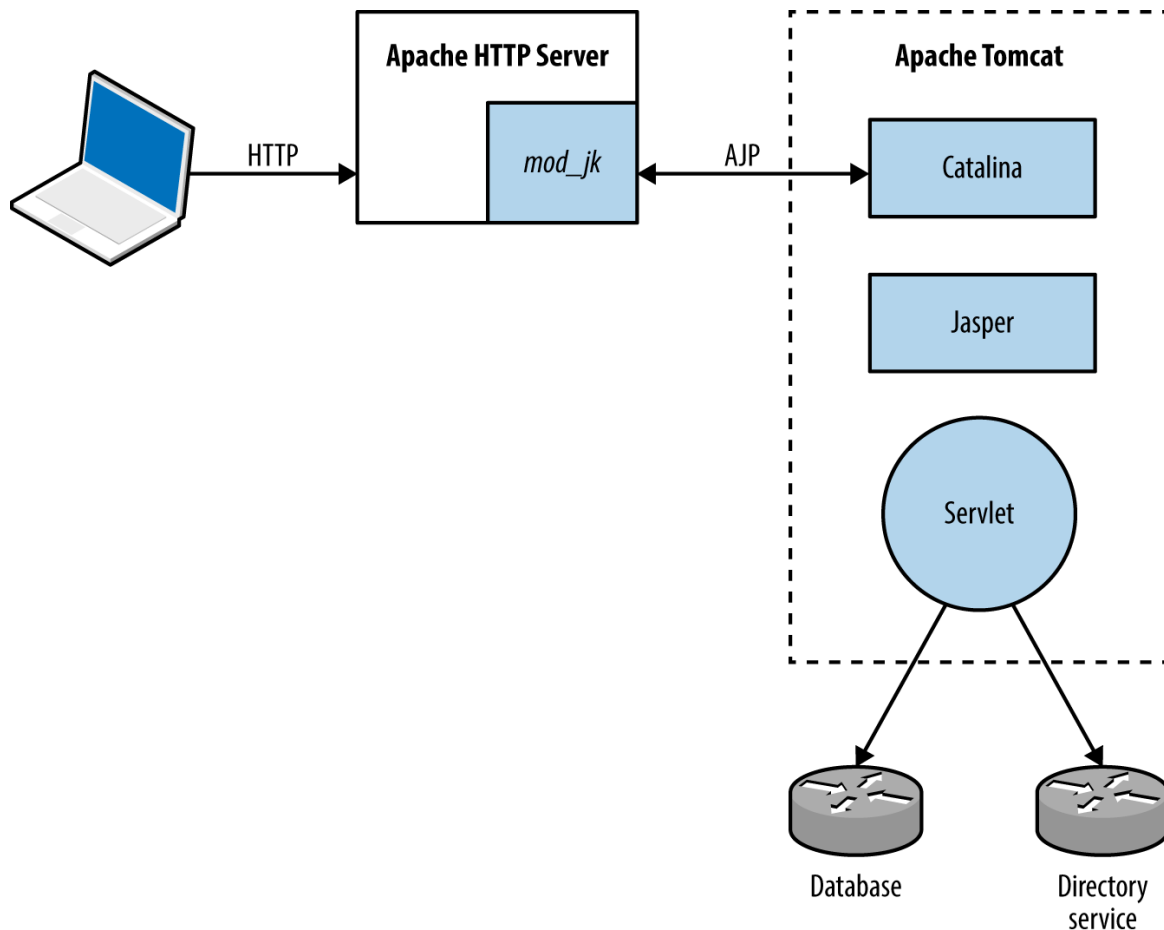 Apache HTTP Server
Apache Tomcat
HTTP
mod_jk
AJP
Catalina
Jasper
Servlet
Database
Directory
service